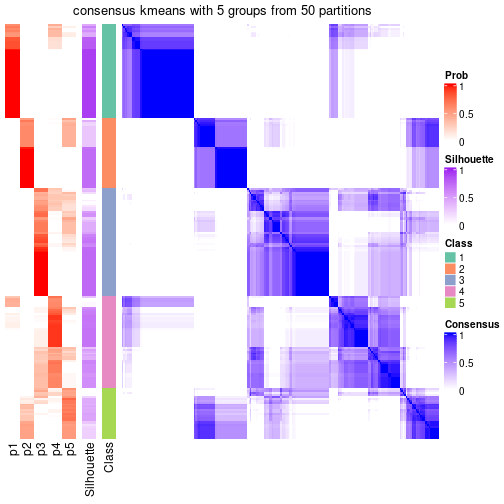 consensus kmeans with 5 groups from 50 partitions
Prob
1
0.5
0
Silhouette
1
0.5
0
Class
1
2
3
4
5
Consensus
1
0.5
0
p1
p2
p3
p4
p5
Silhouette
Class